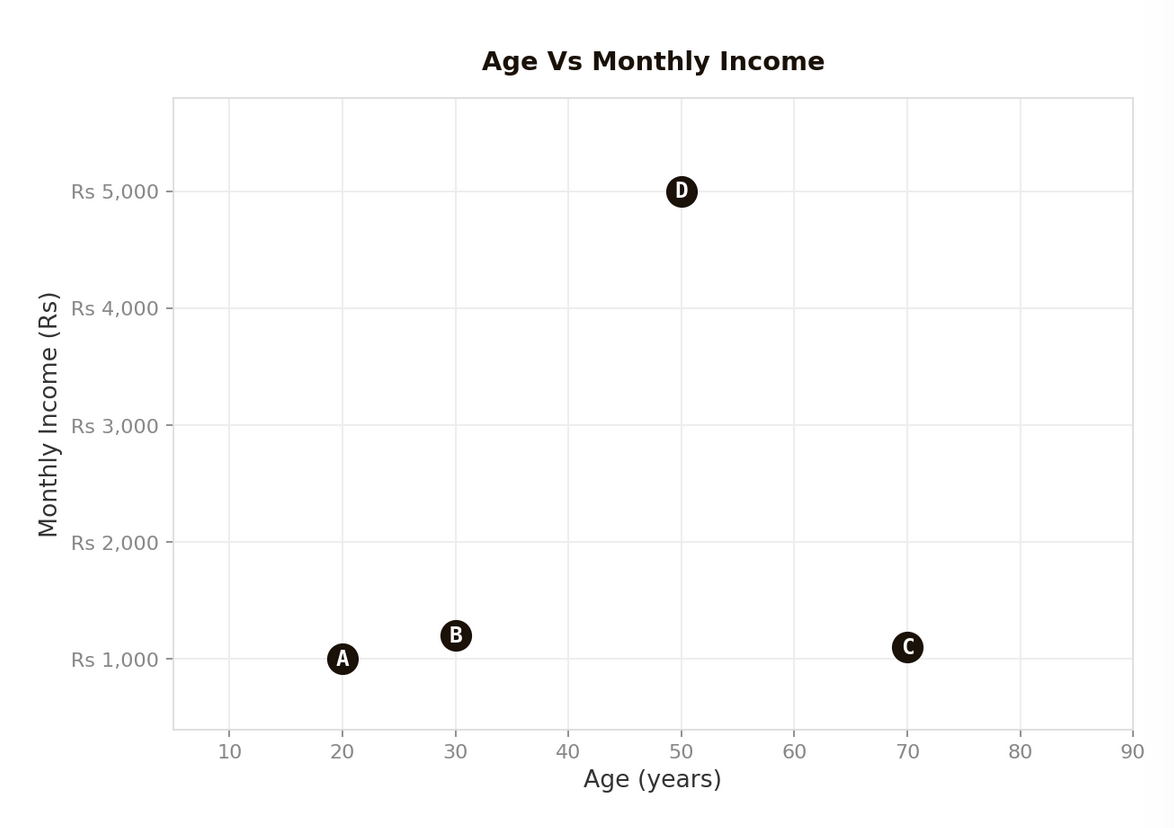 Age Vs Monthly Income
Monthly Income (Rs)
Rs 5,000
Rs 4,000
Rs 3,000
Rs 2,000
Rs 1,000
D
B
C
A
10 20 30 40 50 60 70 80 90
Age (years)